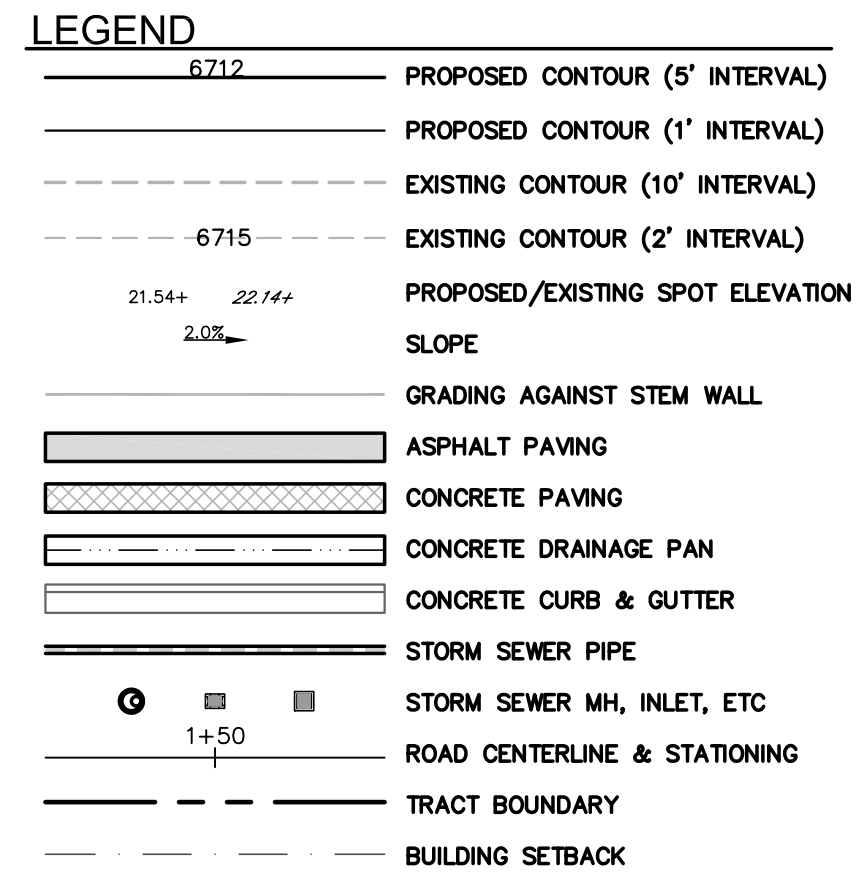 LEGEND
6712 PROPOSED CONTOUR (5' INTERVAL)
PROPOSED CONTOUR (1' INTERVAL)
EXISTING CONTOUR (10' INTERVAL)
6715 EXISTING CONTOUR (2' INTERVAL)
21.54+ 22.14+ PROPOSED/EXISTING SPOT ELEVATION
2.0% SLOPE
GRADING AGAINST STEM WALL
ASPHALT PAVING
CONCRETE PAVING
CONCRETE DRAINAGE PAN
CONCRETE CURB & GUTTER
STORM SEWER PIPE
STORM SEWER MH, INLET, ETC
1+50 ROAD CENTERLINE & STATIONING
TRACT BOUNDARY
BUILDING SETBACK